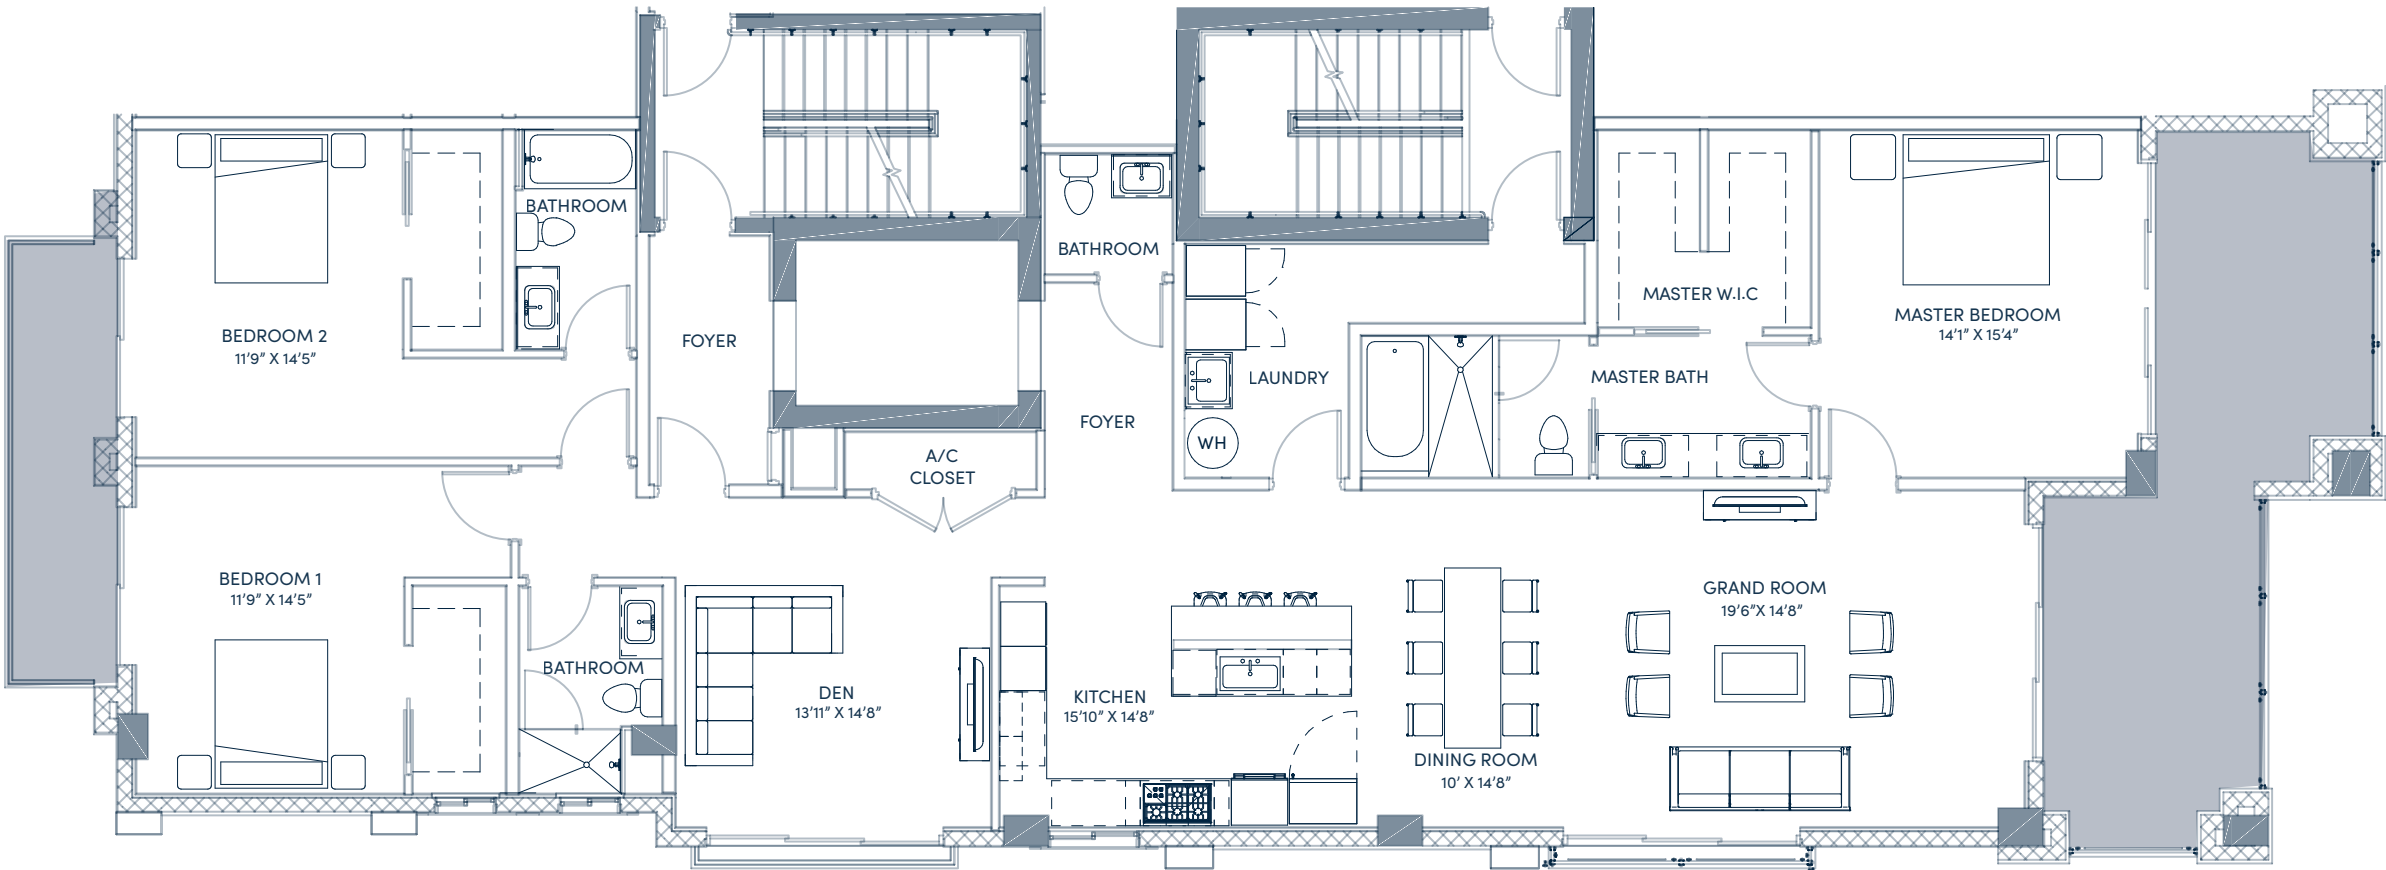 BATHROOM
BEDROOM 2
11'9" X 14'5"
FOYER
BATHROOM
MASTER W.I.C
MASTER BEDROOM
14'1" X 15'4"
LAUNDRY
MASTER BATH
FOYER
WH
A/C
CLOSET
BEDROOM 1
11'9" X 14'5"
BATHROOM
DEN
13'11" X 14'8"
KITCHEN
15'10" X 14'8"
DINING ROOM
10' X 14'8"
GRAND ROOM
19'6"X 14'8"